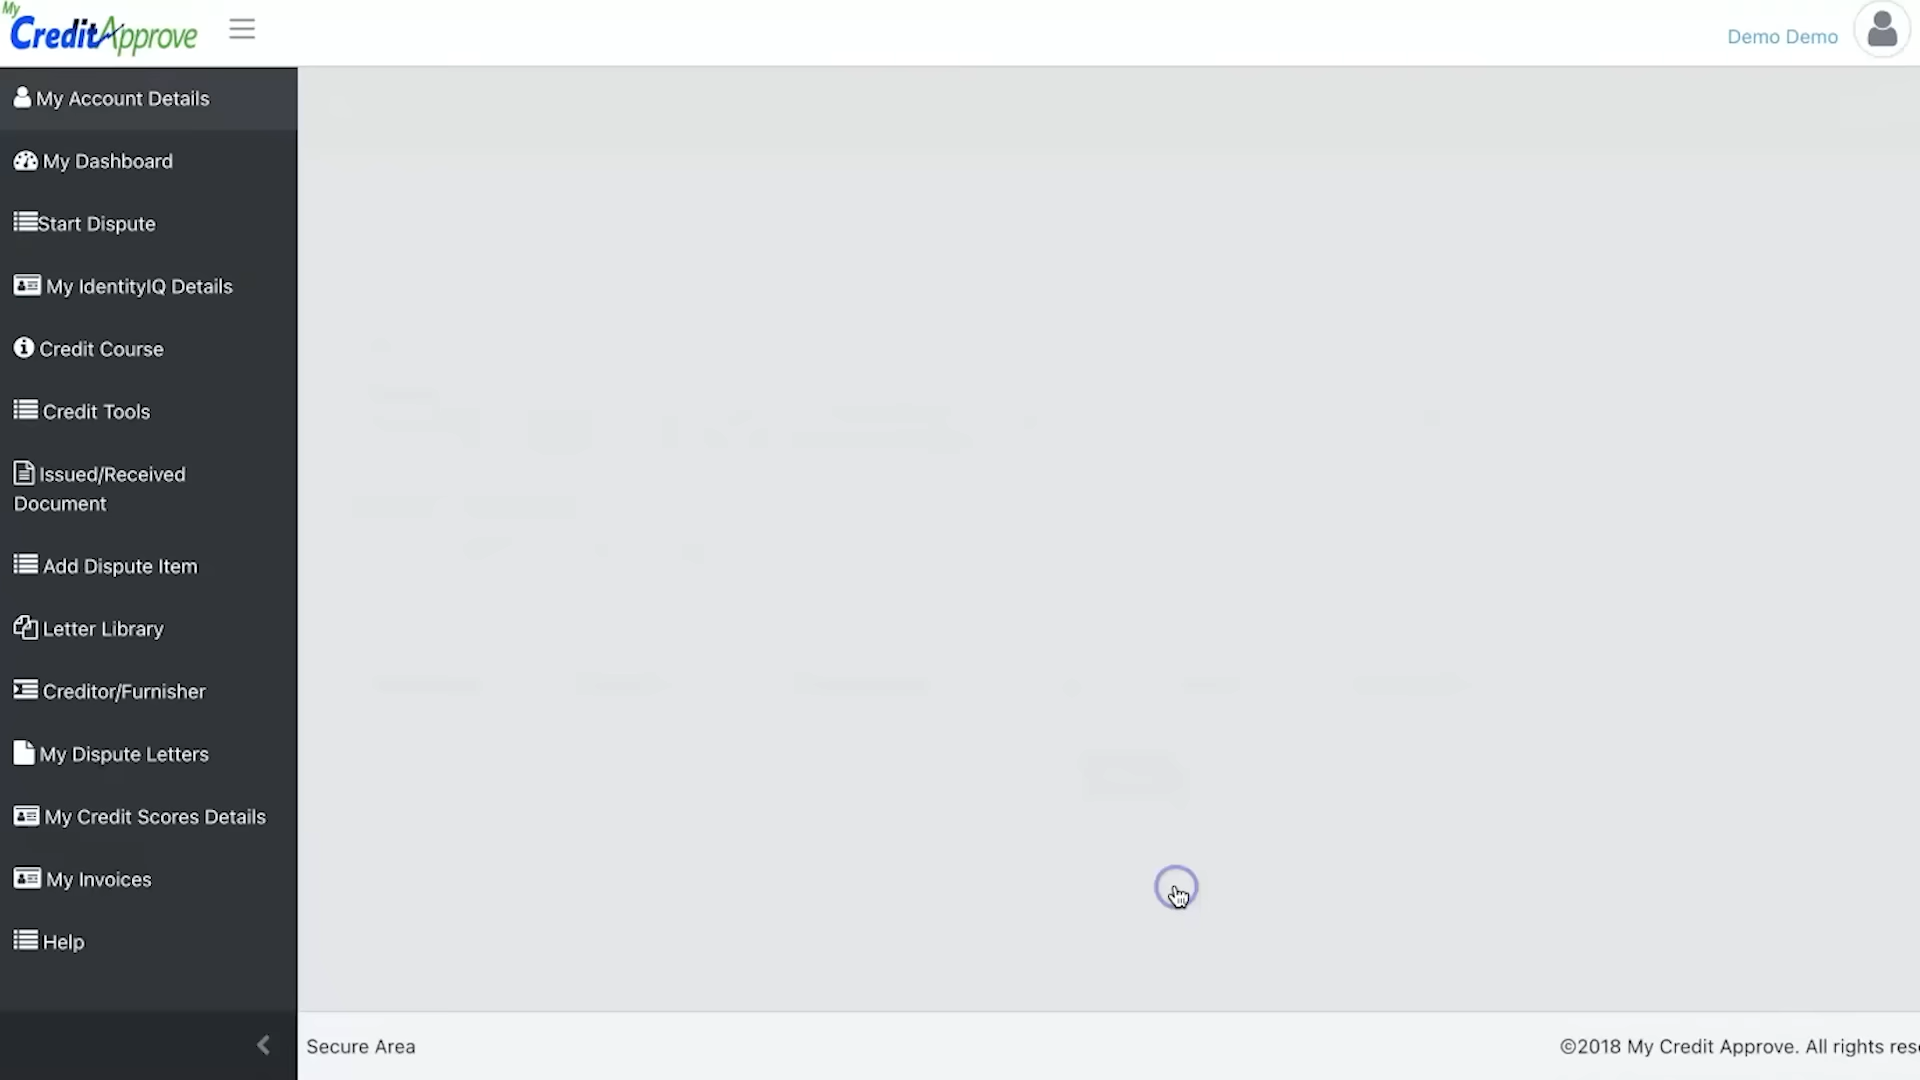 My
CreditApprove
Demo Demo
My Account Details
My Dashboard
Start Dispute
My IdentityIQ Details
Credit Course
Credit Tools
Issued/Received
Document
Add Dispute Item
Letter Library
Creditor/Furnisher
My Dispute Letters
My Credit Scores Details
My Invoices
Help
Secure Area
©2018 My Credit Approve. All rights rese